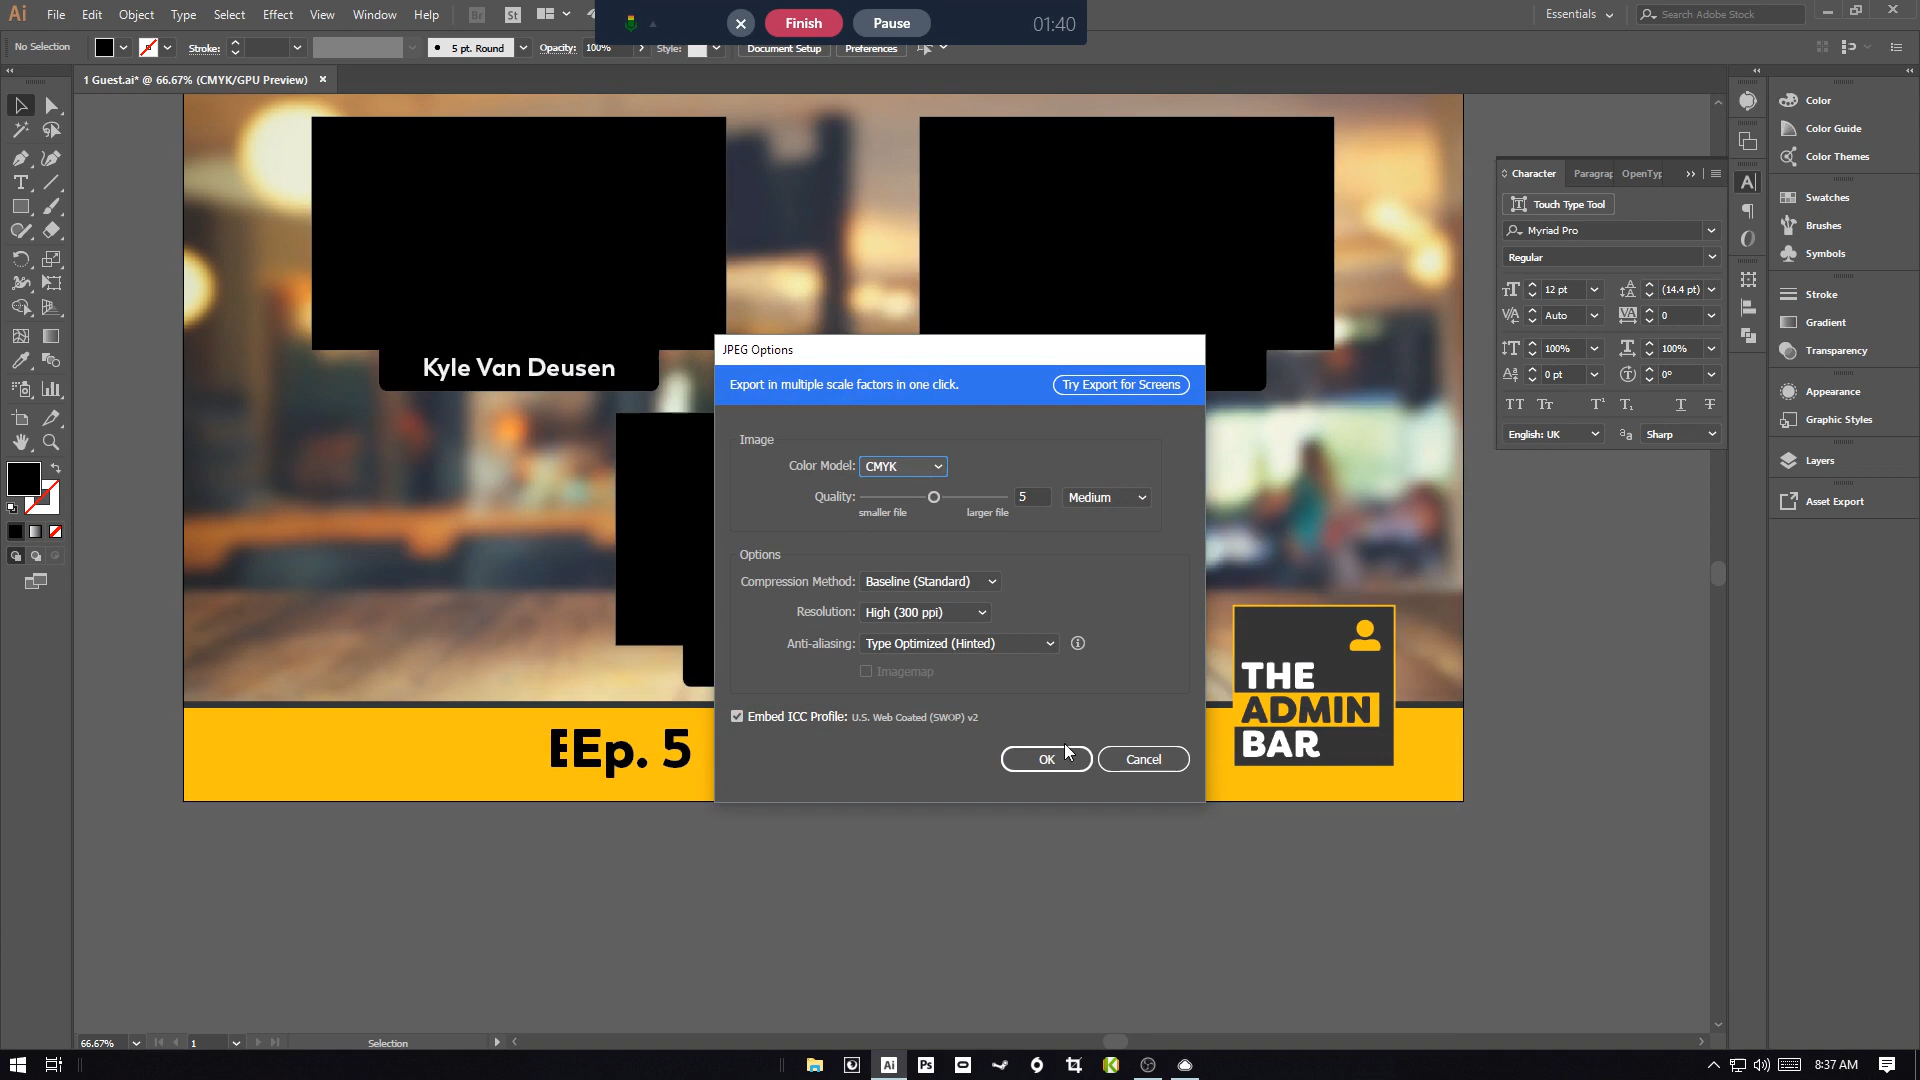 Ai File Edit Object Type Select Effect View Window Help Br St
Finish Pause 01:40
Essentials Search Adobe Stock
No Selection Stroke: 5 pt. Round Opacity: 100% Style: Document Setup Preferences
1 Guest.ai* @ 66.67% (CMYK/GPU Preview)
Color
Color Guide
Color Themes
Swatches
Brushes
Symbols
Stroke
Gradient
Transparency
Appearance
Graphic Styles
Layers
Asset Export
Character Paragrap OpenTyp
Touch Type Tool
Myriad Pro
Regular
12 pt (14.4 pt)
Auto 0
100% 100%
0 pt 0°
English: UK Sharp
Kyle Van Deusen
JPEG Options
Export in multiple scale factors in one click. Try Export for Screens
Image
Color Model: CMYK
Quality: 5 Medium
smaller file larger file
Options
Compression Method: Baseline (Standard)
Resolution: High (300 ppi)
Anti-aliasing: Type Optimized (Hinted)
Imagemap
Embed ICC Profile: U.S. Web Coated (SWOP) v2
OK Cancel
EEp. 5
THE
ADMIN
BAR
66.67% 1 Selection
Ai Ps 8:37 AM